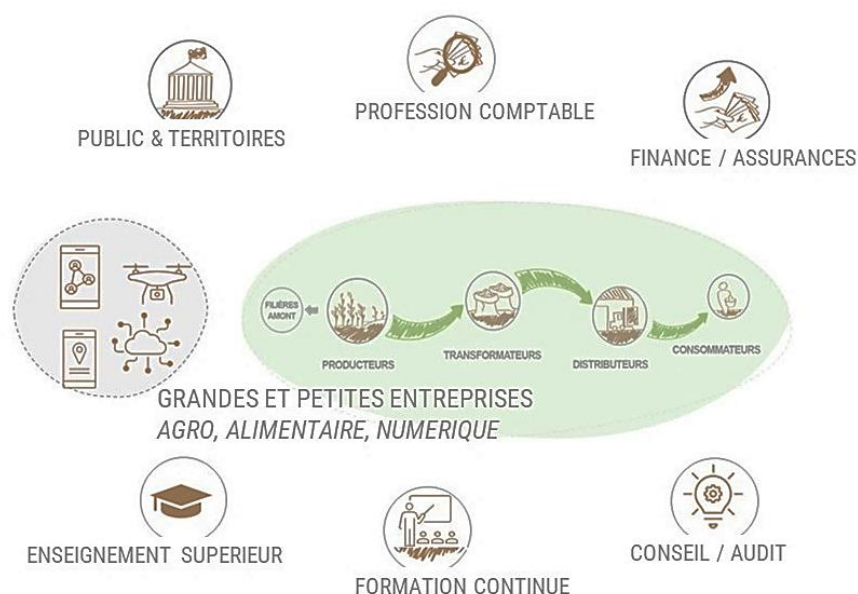 PUBLIC & TERRITOIRES
PROFESSION COMPTABLE
FINANCE / ASSURANCES
FILIÈRES
AMONT
PRODUCTEURS
TRANSFORMATEURS
DISTRIBUTEURS
CONSOMMATEURS
GRANDES ET PETITES ENTREPRISES
AGRO, ALIMENTAIRE, NUMERIQUE
ENSEIGNEMENT SUPERIEUR
FORMATION CONTINUE
CONSEIL / AUDIT